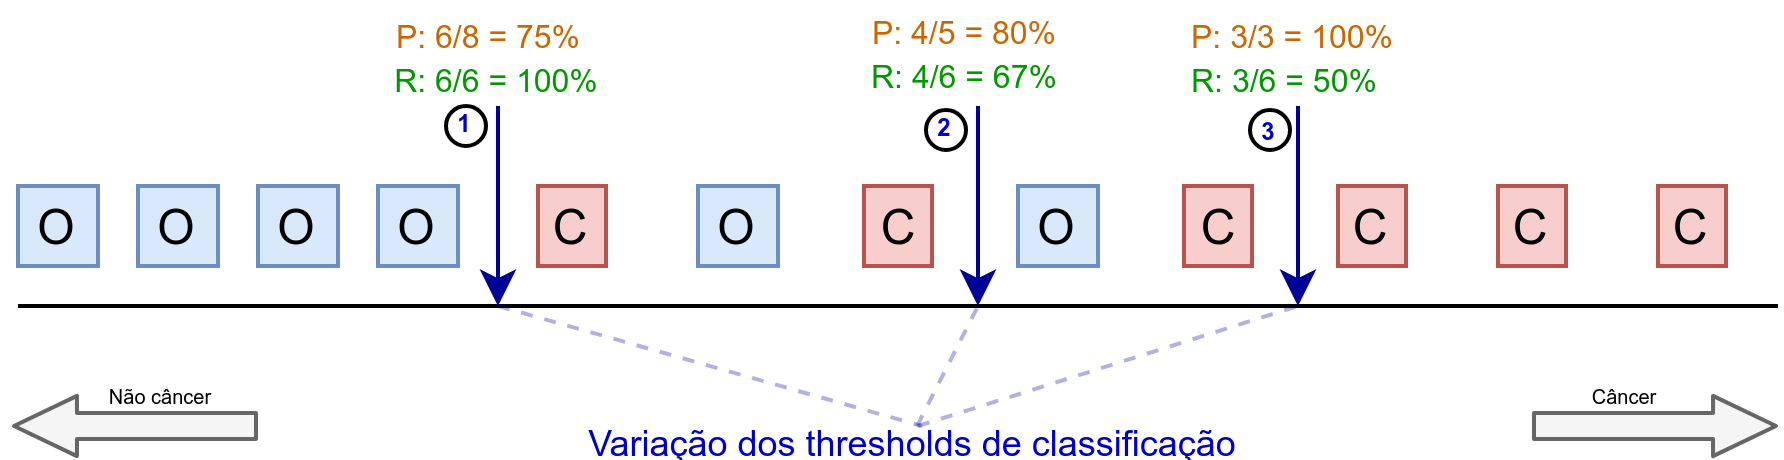 P: 6/8 = 75%
R: 6/6 = 100%
P: 4/5 = 80%
R: 4/6 = 67%
P: 3/3 = 100%
R: 3/6 = 50%
1
2
3
O O O O C O C O C C C C
Não câncer
Câncer
Variação dos thresholds de classificação